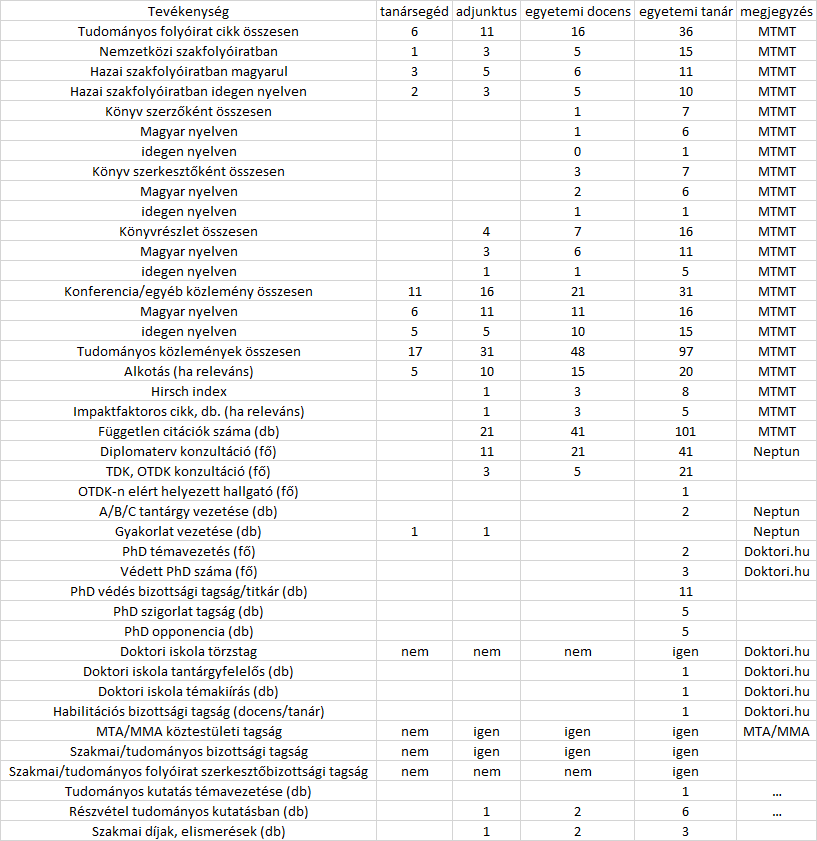 Tevékenység tanársegéd adjunktus egyetemi docens egyetemi tanár megjegyzés
Tudományos folyóirat cikk összesen 6 11 16 36 MTMT
Nemzetközi szakfolyóiratban 1 3 5 15 MTMT
Hazai szakfolyóiratban magyarul 3 5 6 11 MTMT
Hazai szakfolyóiratban idegen nyelven 2 3 5 10 MTMT
Könyv szerzőként összesen 1 7 MTMT
Magyar nyelven 1 6 MTMT
idegen nyelven 0 1 MTMT
Könyv szerkesztőként összesen 3 7 MTMT
Magyar nyelven 2 6 MTMT
idegen nyelven 1 1 MTMT
Könyvrészlet összesen 4 7 16 MTMT
Magyar nyelven 3 6 11 MTMT
idegen nyelven 1 1 5 MTMT
Konferencia/egyéb közlemény összesen 11 16 21 31 MTMT
Magyar nyelven 6 11 11 16 MTMT
idegen nyelven 5 5 10 15 MTMT
Tudományos közlemények összesen 17 31 48 97 MTMT
Alkotás (ha releváns) 5 10 15 20 MTMT
Hirsch index 1 3 8 MTMT
Impaktfaktoros cikk, db. (ha releváns) 1 3 5 MTMT
Független citációk száma (db) 21 41 101 MTMT
Diplomaterv konzultáció (fő) 11 21 41 Neptun
TDK, OTDK konzultáció (fő) 3 5 21
OTDK-n elért helyezett hallgató (fő) 1
A/B/C tantárgy vezetése (db) 2 Neptun
Gyakorlat vezetése (db) 1 1 Neptun
PhD témavezetés (fő) 2 Doktori.hu
Védett PhD száma (fő) 3 Doktori.hu
PhD védés bizottsági tagság/titkár (db) 11
PhD szigorlat tagság (db) 5
PhD opponencia (db) 5
Doktori iskola törzstag nem nem nem igen Doktori.hu
Doktori iskola tantárgyfelelős (db) 1 Doktori.hu
Doktori iskola témakiírás (db) 1 Doktori.hu
Habilitációs bizottsági tagság (docens/tanár) 1 Doktori.hu
MTA/MMA köztestületi tagság nem igen igen igen MTA/MMA
Szakmai/tudományos bizottsági tagság nem igen igen igen
Szakmai/tudományos folyóirat szerkesztőbizottsági tagság nem nem nem igen
Tudományos kutatás témavezetése (db) 1 ...
Részvétel tudományos kutatásban (db) 1 2 6 ...
Szakmai díjak, elismerések (db) 1 2 3